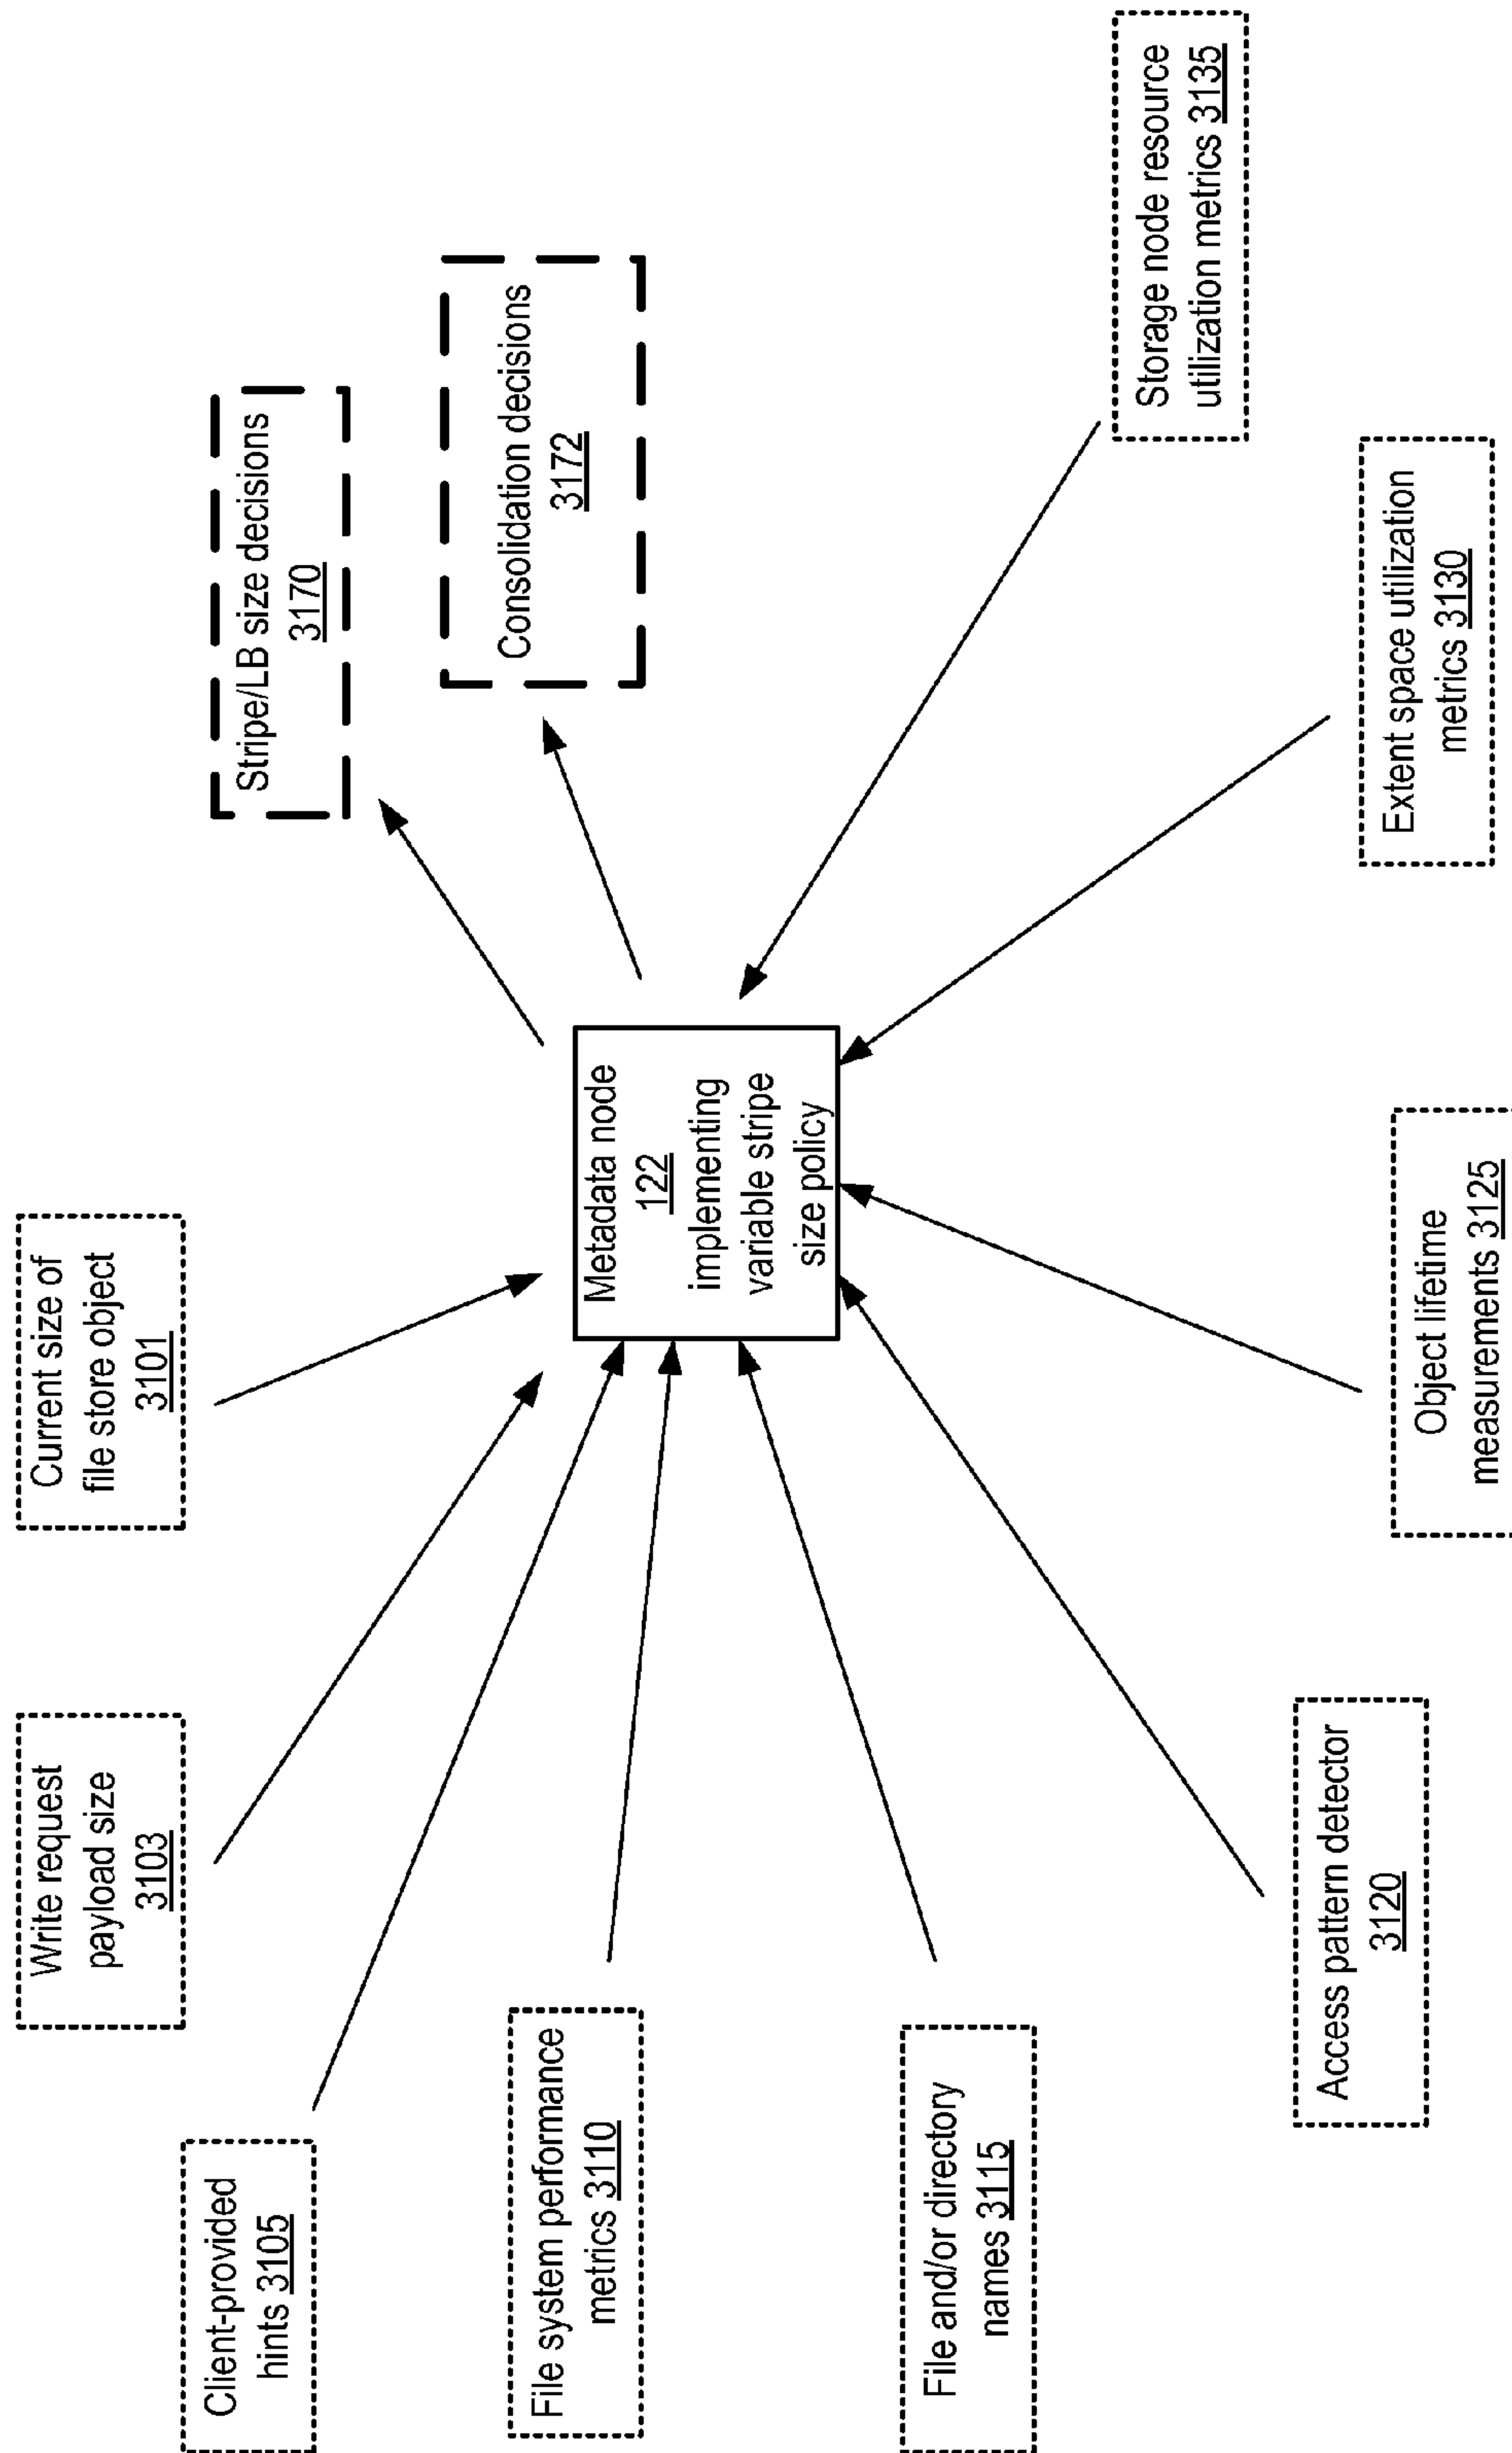 Current size of
file store object
3101
Write request
payload size
3103
Client-provided
hints 3105
File system performance
metrics 3110
File and/or directory
names 3115
Access pattern detector
3120
Object lifetime
measurements 3125
Extent space utilization
metrics 3130
Storage node resource
utilization metrics 3135
Metadata node
122
implementing
variable stripe
size policy
Stripe/LB size decisions
3170
Consolidation decisions
3172